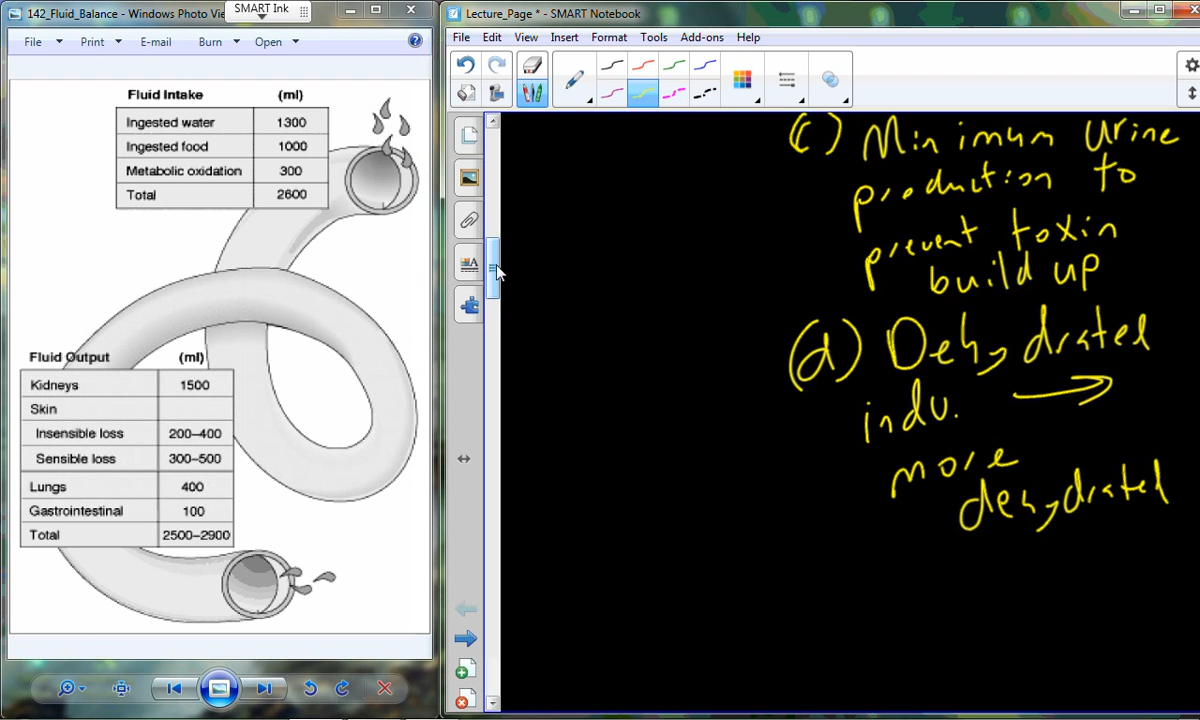 142_Fluid_Balance - Windows Photo Vie
SMART Ink
File Print E-mail Burn Open
Fluid Intake (ml)
Ingested water 1300
Ingested food 1000
Metabolic oxidation 300
Total 2600
Fluid Output (ml)
Kidneys 1500
Skin
Insensible loss 200–400
Sensible loss 300–500
Lungs 400
Gastrointestinal 100
Total 2500–2900
Lecture_Page * - SMART Notebook
File Edit View Insert Format Tools Add-ons Help
(c) Minimum Urine
production to
prevent toxin
build up
(d) Dehydrated
indv. →
more
dehydrated